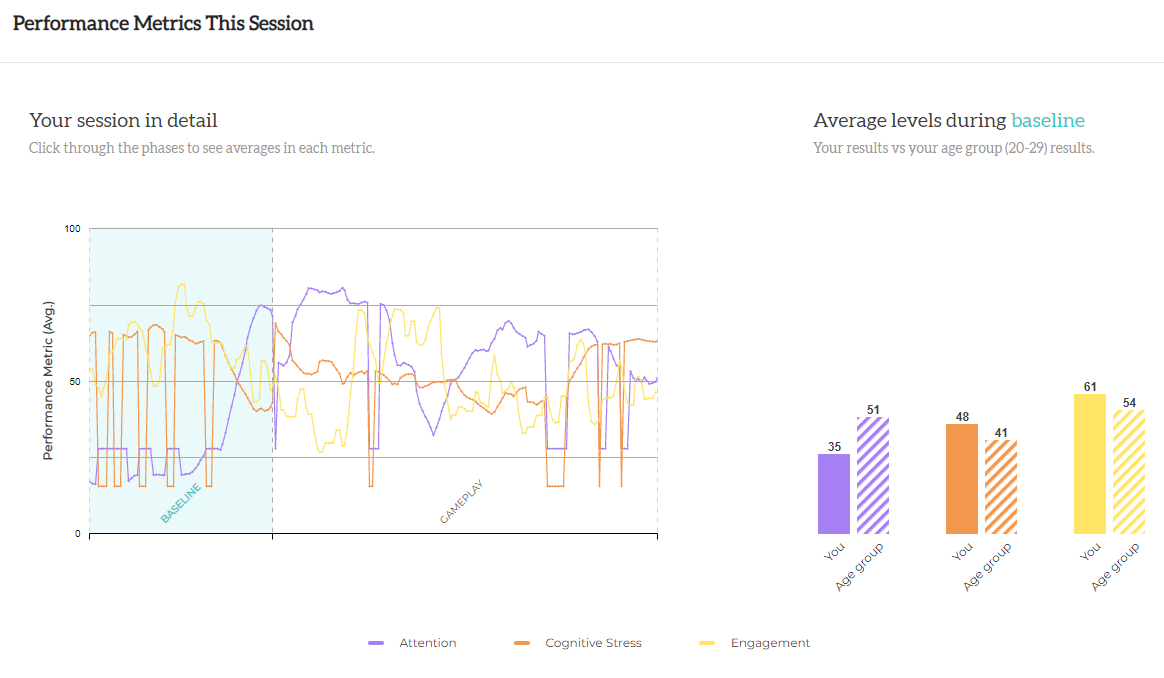 Performance Metrics This Session
Your session in detail
Click through the phases to see averages in each metric.
Average levels during baseline
Your results vs your age group (20-29) results.
Performance Metric (Avg.)
100
50
0
BASELINE
GAMEPLAY
35
51
48
41
61
54
You
Age group
You
Age group
You
Age group
Attention
Cognitive Stress
Engagement